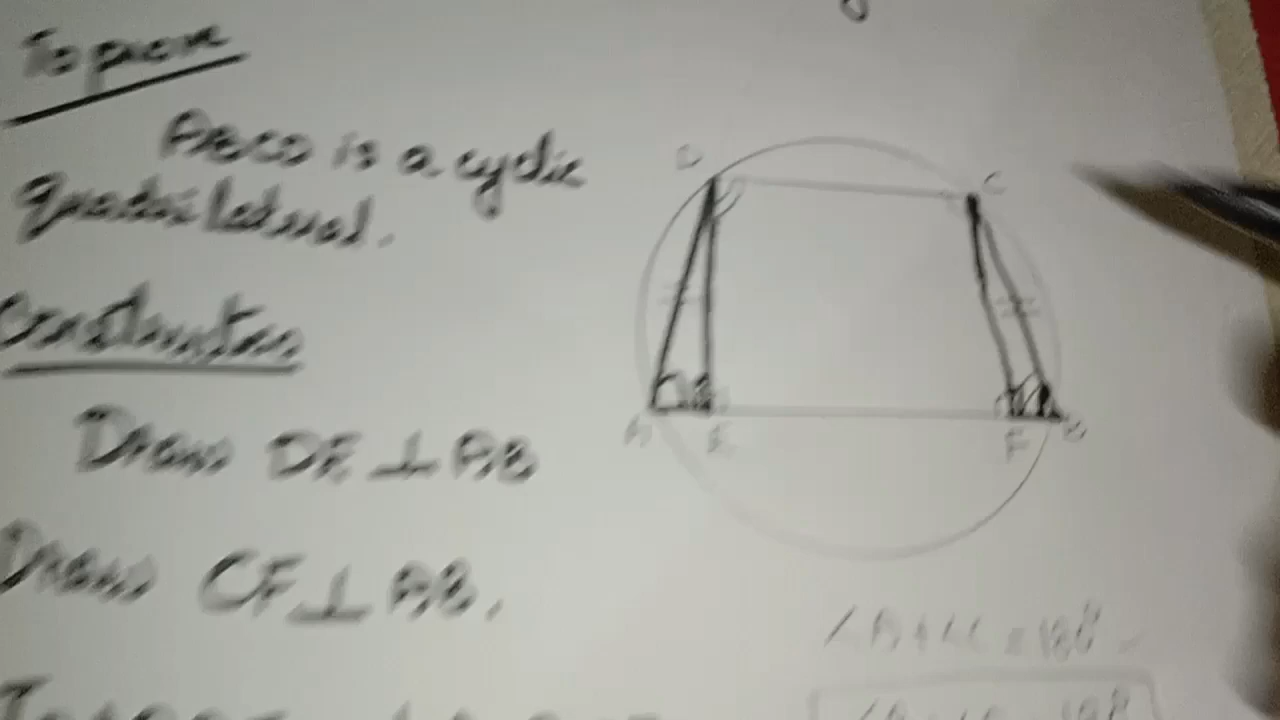 To prove
ABCD is a cyclic
quadrilateral.
Construction
D
C
A
E
F
B
Draw DE ⊥ AB
Draw CF ⊥ AB.
∠A+∠C = 180